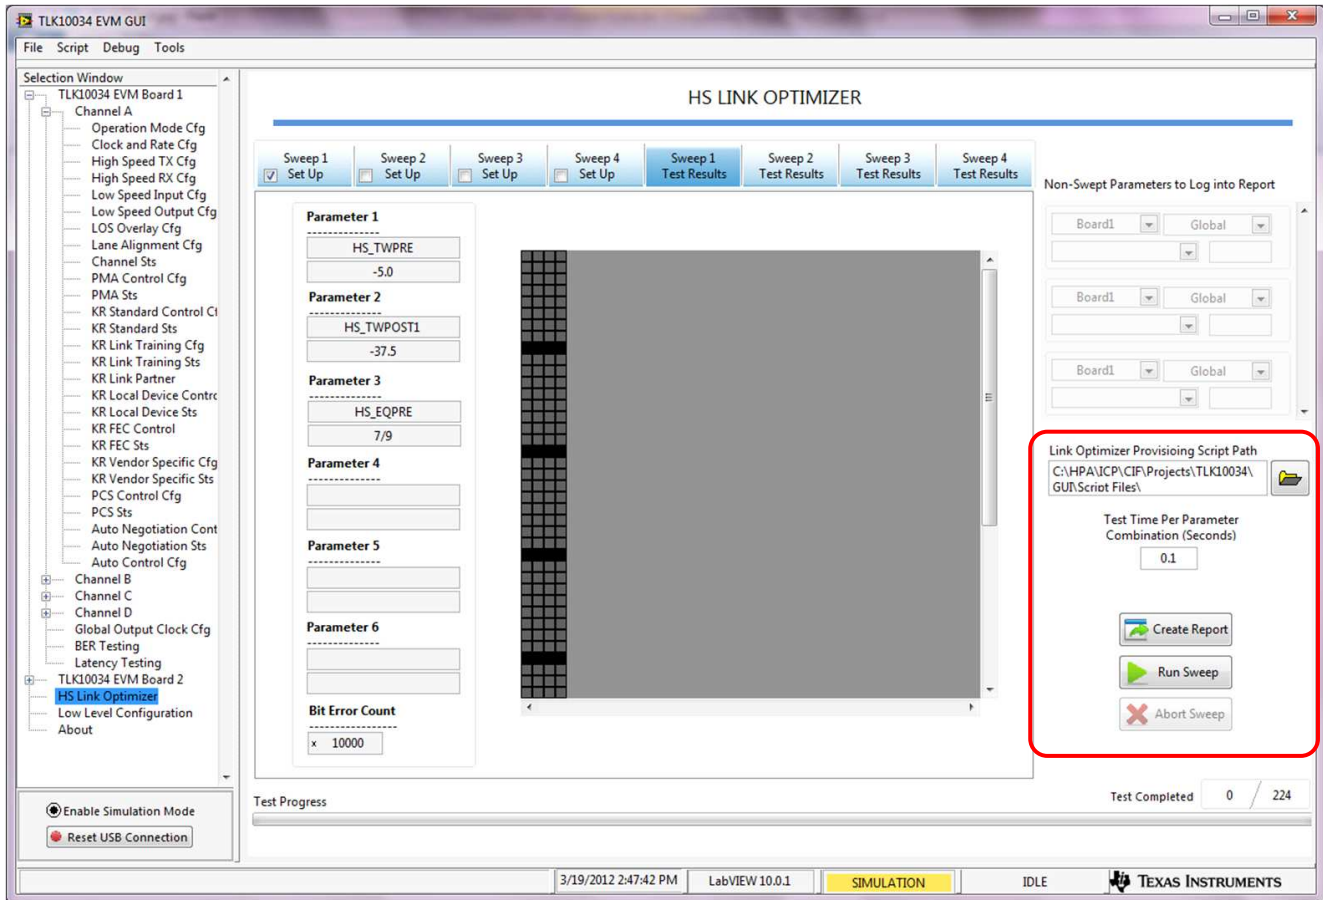 TLK10034 EVM GUI
File Script Debug Tools
Selection Window
TLK10034 EVM Board 1
Channel A
Operation Mode Cfg
Clock and Rate Cfg
High Speed TX Cfg
High Speed RX Cfg
Low Speed Input Cfg
Low Speed Output Cfg
LOS Overlay Cfg
Lane Alignment Cfg
Channel Sts
PMA Control Cfg
PMA Sts
KR Standard Control Cf
KR Standard Sts
KR Link Training Cfg
KR Link Training Sts
KR Link Partner
KR Local Device Contrc
KR Local Device Sts
KR FEC Control
KR FEC Sts
KR Vendor Specific Cfg
KR Vendor Specific Sts
PCS Control Cfg
PCS Sts
Auto Negotiation Cont
Auto Negotiation Sts
Auto Control Cfg
Channel B
Channel C
Channel D
Global Output Clock Cfg
BER Testing
Latency Testing
TLK10034 EVM Board 2
HS Link Optimizer
Low Level Configuration
About
Enable Simulation Mode
Reset USB Connection
HS LINK OPTIMIZER
Sweep 1 Set Up
Sweep 2 Set Up
Sweep 3 Set Up
Sweep 4 Set Up
Sweep 1 Test Results
Sweep 2 Test Results
Sweep 3 Test Results
Sweep 4 Test Results
Parameter 1
--------------
HS_TWPRE
-5.0
Parameter 2
--------------
HS_TWPOST1
-37.5
Parameter 3
--------------
HS_EQPRE
7/9
Parameter 4
--------------
Parameter 5
--------------
Parameter 6
--------------
Bit Error Count
-----------------
x 10000
Non-Swept Parameters to Log into Report
Board1 Global
Board1 Global
Board1 Global
Link Optimizer Provisioing Script Path
C:\HPA\ICP\CIF\Projects\TLK10034\
GUI\Script Files\
Test Time Per Parameter
Combination (Seconds)
0.1
Create Report
Run Sweep
Abort Sweep
Test Progress
Test Completed 0 / 224
3/19/2012 2:47:42 PM LabVIEW 10.0.1 SIMULATION IDLE TEXAS INSTRUMENTS